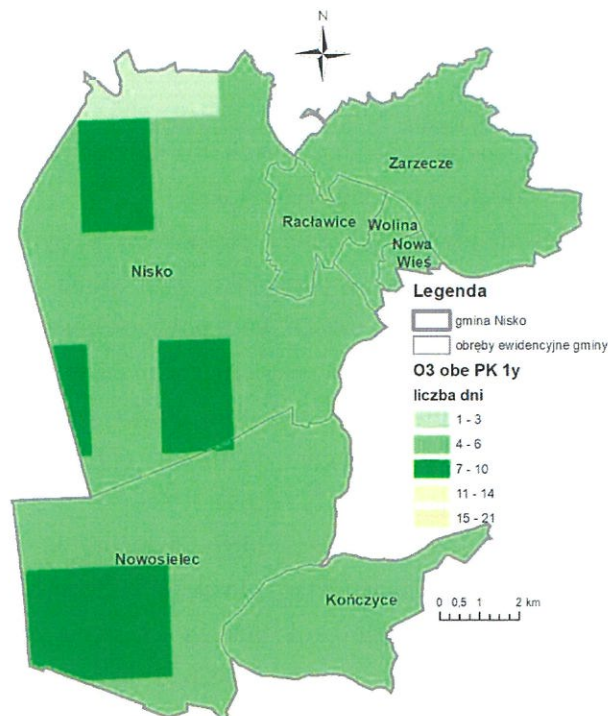 N
Zarzecze
Racławice
Wolina
Nowa
Wieś
Nisko
Legenda
gmina Nisko
obręby ewidencyjne gminy
O3 obe PK 1y
liczba dni
1 - 3
4 - 6
7 - 10
11 - 14
15 - 21
Nowosielec
Kończyce
0 0,5 1 2 km